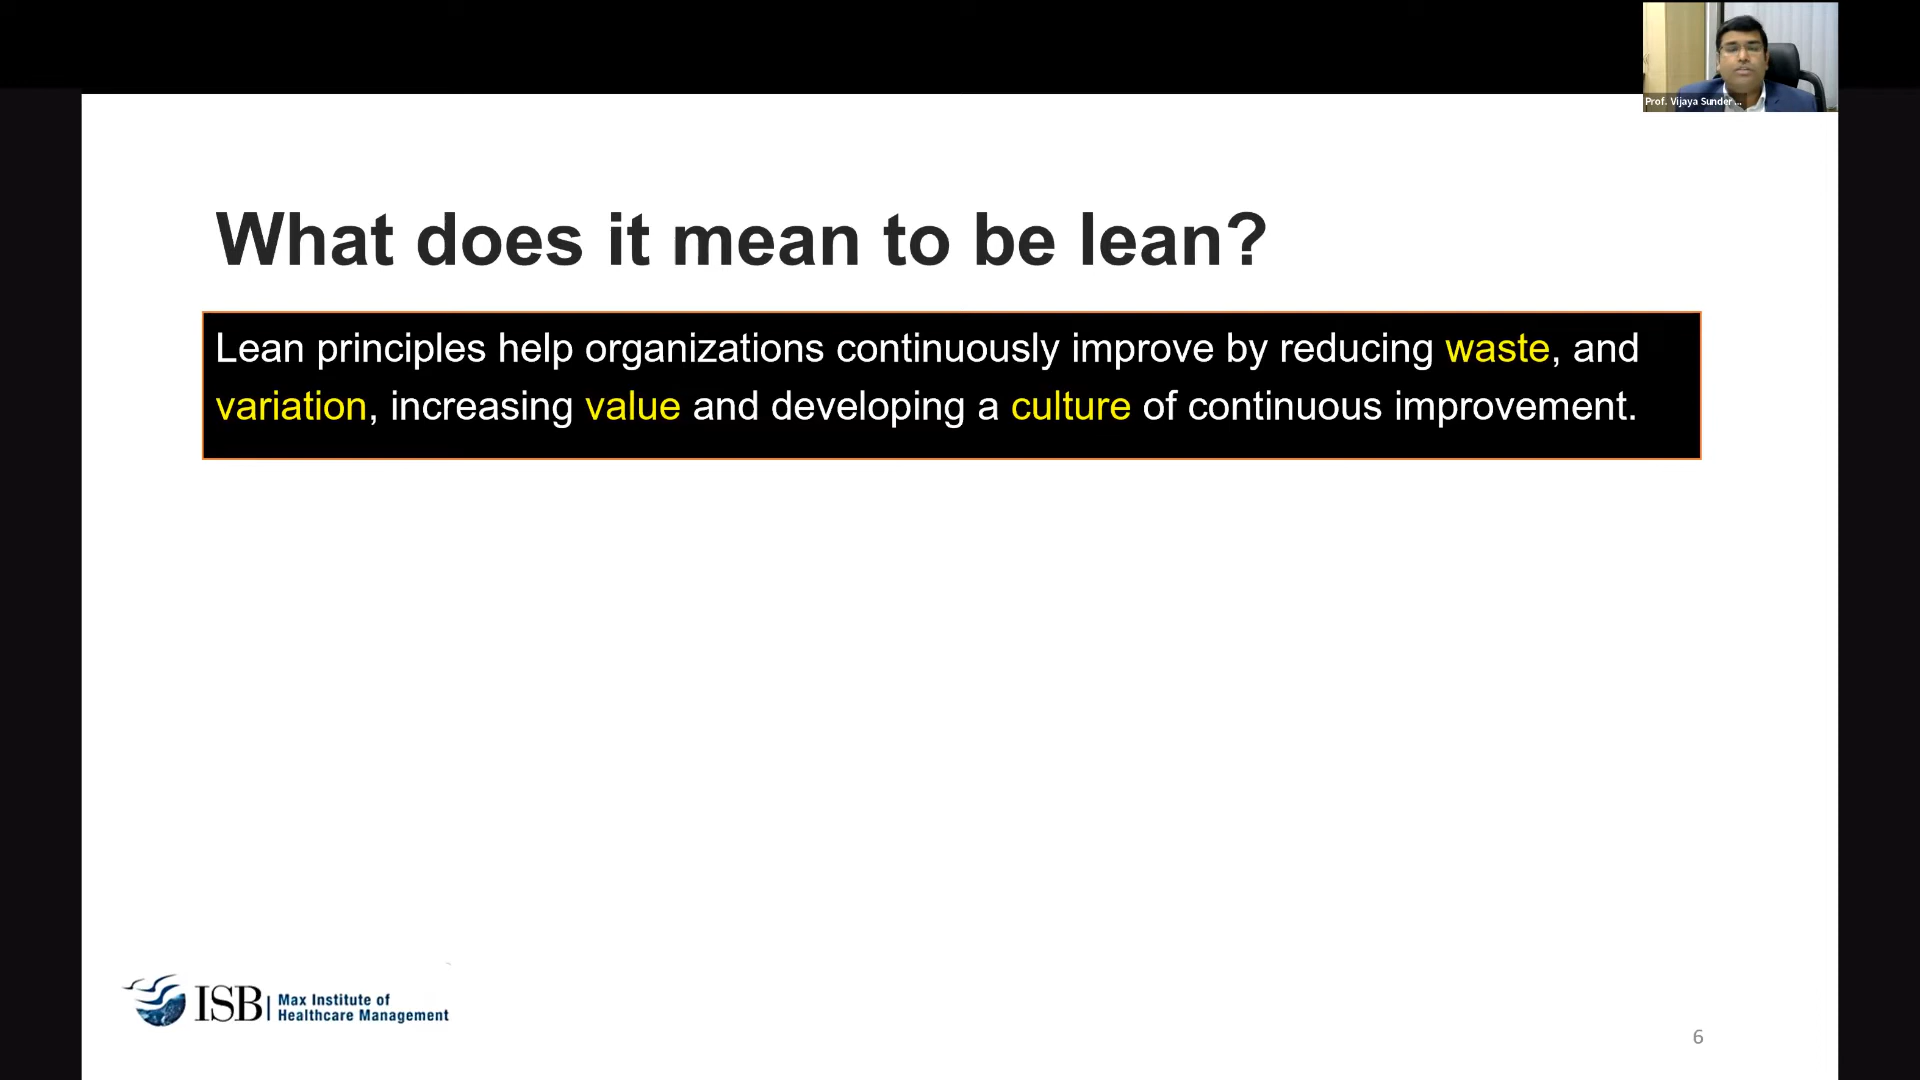 Prof. Vijaya Sunder ...
What does it mean to be lean?
Lean principles help organizations continuously improve by reducing waste, and
variation, increasing value and developing a culture of continuous improvement.
ISB
Max Institute of
Healthcare Management
6